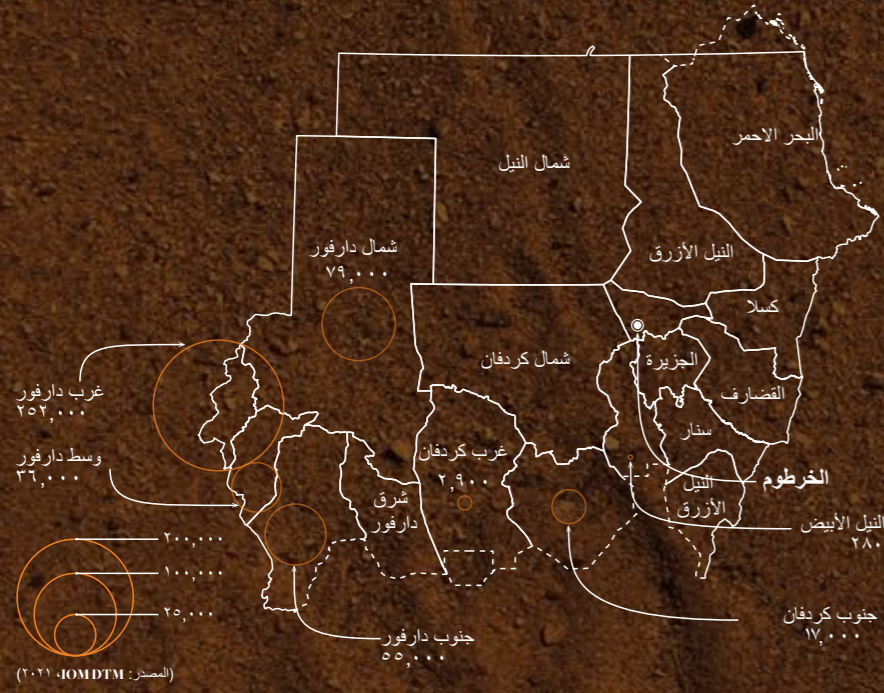 البحر الاحمر
شمال النيل
النيل الأزرق
شمال دارفور
٧٩,٠٠٠
كسلا
شمال كردفان
الجزيرة
القضارف
غرب دارفور
٢٥٢,٠٠٠
سنار
غرب كردفان
٢,٩٠٠
وسط دارفور
٣٦,٠٠٠
الخرطوم
النيل
الأزرق
شرق
دارفور
النيل الأبيض
٢٨٠
٢٠٠,٠٠٠
١٠٠,٠٠٠
٢٥,٠٠٠
جنوب كردفان
١٧,٠٠٠
جنوب دارفور
٥٥,٠٠٠
(المصدر: IOM DTM، ٢٠٢١)